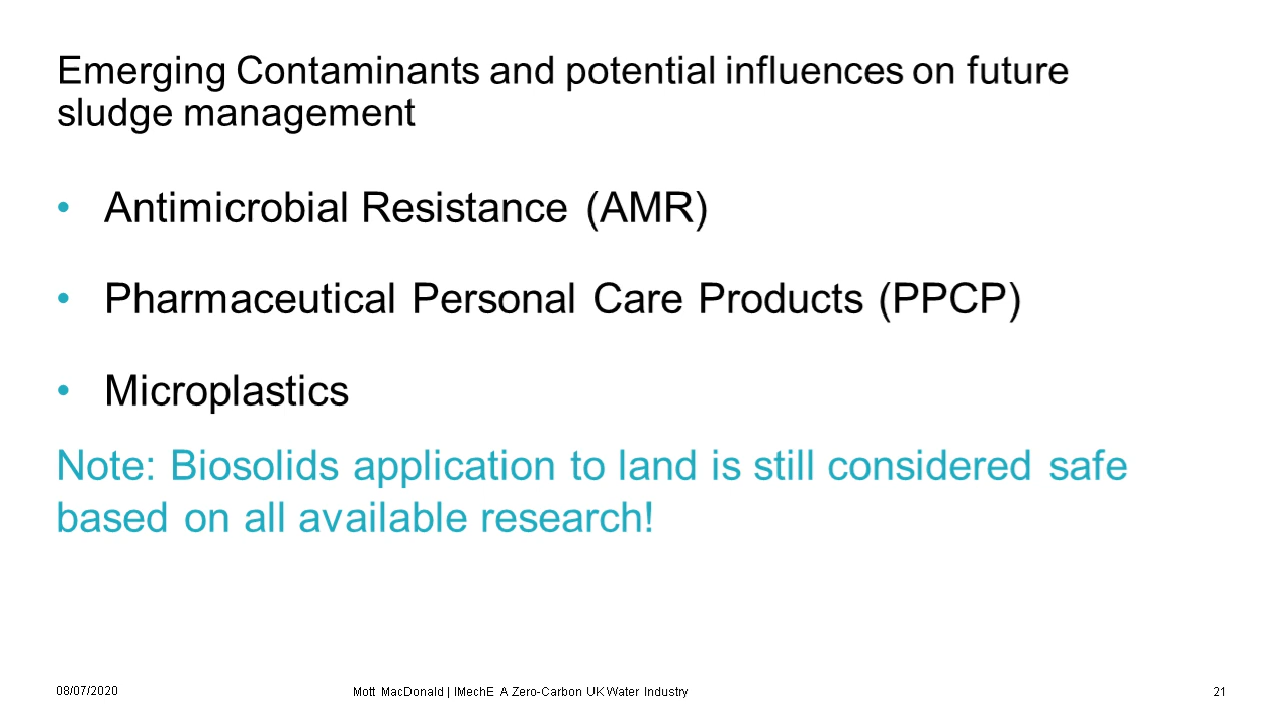 Emerging Contaminants and potential influences on future
sludge management
• Antimicrobial Resistance (AMR)
• Pharmaceutical Personal Care Products (PPCP)
• Microplastics
Note: Biosolids application to land is still considered safe
based on all available research!
08/07/2020 Mott MacDonald | IMechE A Zero-Carbon UK Water Industry 21